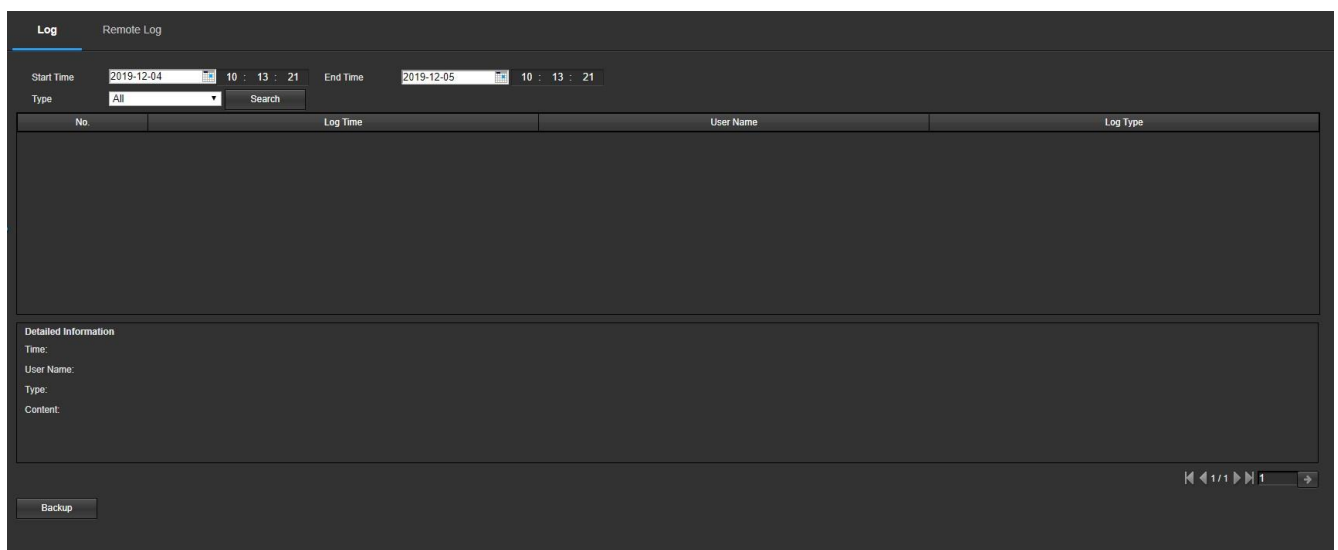 Log Remote Log
Start Time 2019-12-04 10 : 13 : 21 End Time 2019-12-05 10 : 13 : 21
Type All Search
No. Log Time User Name Log Type
Detailed Information
Time:
User Name:
Type:
Content:
1 / 1 1
Backup